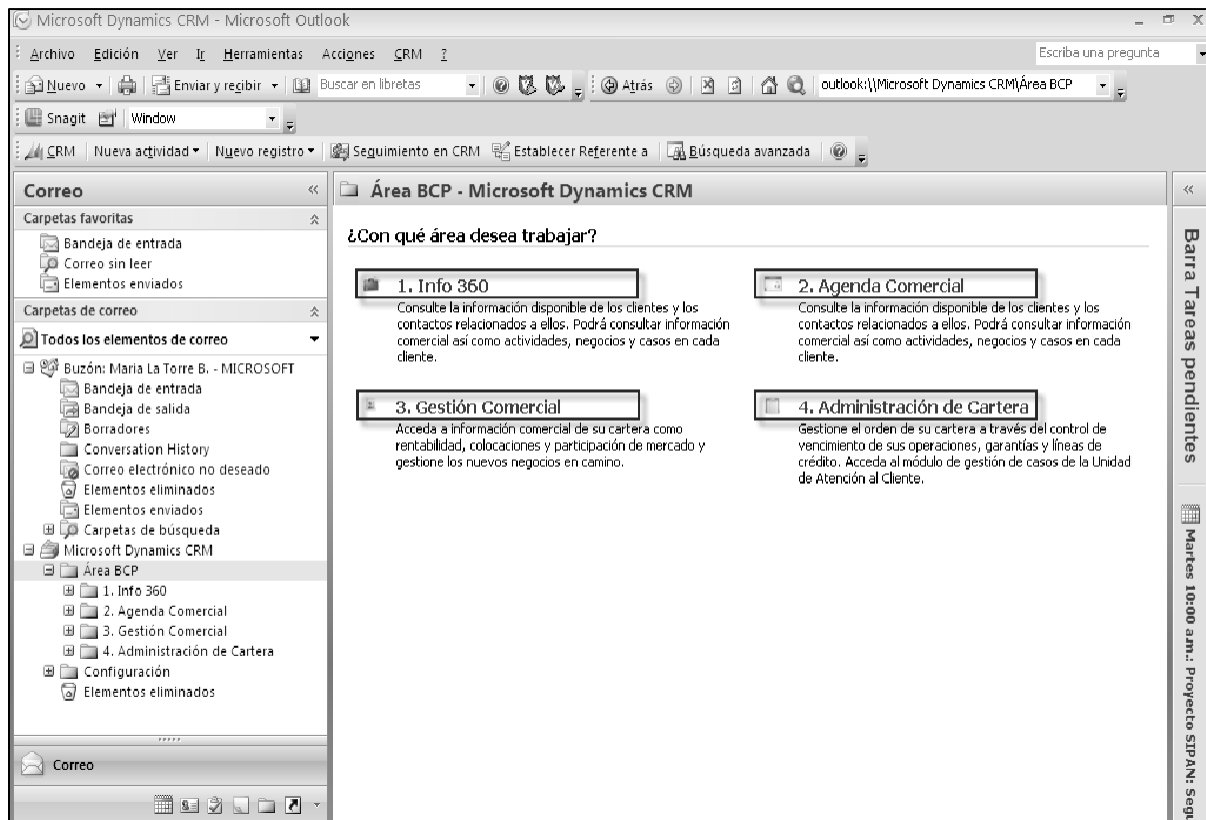 Microsoft Dynamics CRM - Microsoft Outlook
Archivo Edición Ver Ir Herramientas Acciones CRM ?
Escriba una pregunta
Nuevo Enviar y recibir Buscar en libretas Atrás outlook:\\Microsoft Dynamics CRM\Área BCP
Snagit Window
CRM Nueva actividad Nuevo registro Seguimiento en CRM Establecer Referente a Búsqueda avanzada
Correo
Carpetas favoritas
Bandeja de entrada
Correo sin leer
Elementos enviados
Carpetas de correo
Todos los elementos de correo
Buzón: Maria La Torre B. - MICROSOFT
Bandeja de entrada
Bandeja de salida
Borradores
Conversation History
Correo electrónico no deseado
Elementos eliminados
Elementos enviados
Carpetas de búsqueda
Microsoft Dynamics CRM
Área BCP
1. Info 360
2. Agenda Comercial
3. Gestión Comercial
4. Administración de Cartera
Configuración
Elementos eliminados
Correo
Área BCP - Microsoft Dynamics CRM
¿Con qué área desea trabajar?
1. Info 360
Consulte la información disponible de los clientes y los
contactos relacionados a ellos. Podrá consultar información
comercial así como actividades, negocios y casos en cada
cliente.
2. Agenda Comercial
Consulte la información disponible de los clientes y los
contactos relacionados a ellos. Podrá consultar información
comercial así como actividades, negocios y casos en cada
cliente.
3. Gestión Comercial
Acceda a información comercial de su cartera como
rentabilidad, colocaciones y participación de mercado y
gestione los nuevos negocios en camino.
4. Administración de Cartera
Gestione el orden de su cartera a través del control de
vencimiento de sus operaciones, garantías y líneas de
crédito. Acceda al módulo de gestión de casos de la Unidad
de Atención al Cliente.
Barra Tareas pendientes
Martes 10:00 a.m.: Proyecto SIPAN: Segu